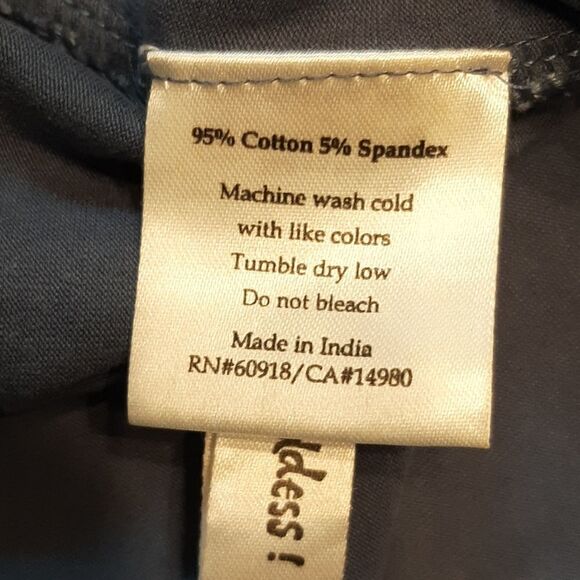 95% Cotton 5% Spandex
Machine wash cold
with like colors
Tumble dry low
Do not bleach
Made in India
RN#60918/CA#14980